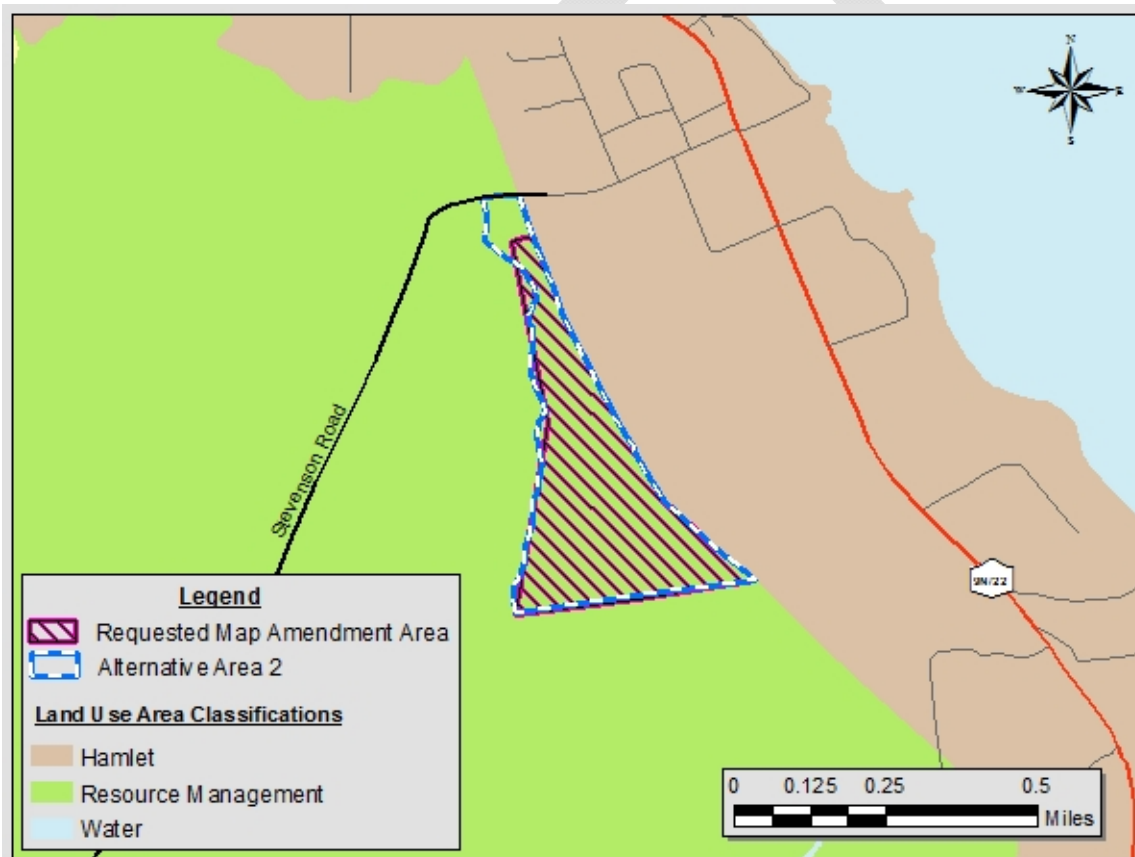 N
W E
S
Stevenson Road
9N/22
Legend
Requested Map Amendment Area
Alternative Area 2
Land Use Area Classifications
Hamlet
Resource Management
Water
0 0.125 0.25 0.5
Miles